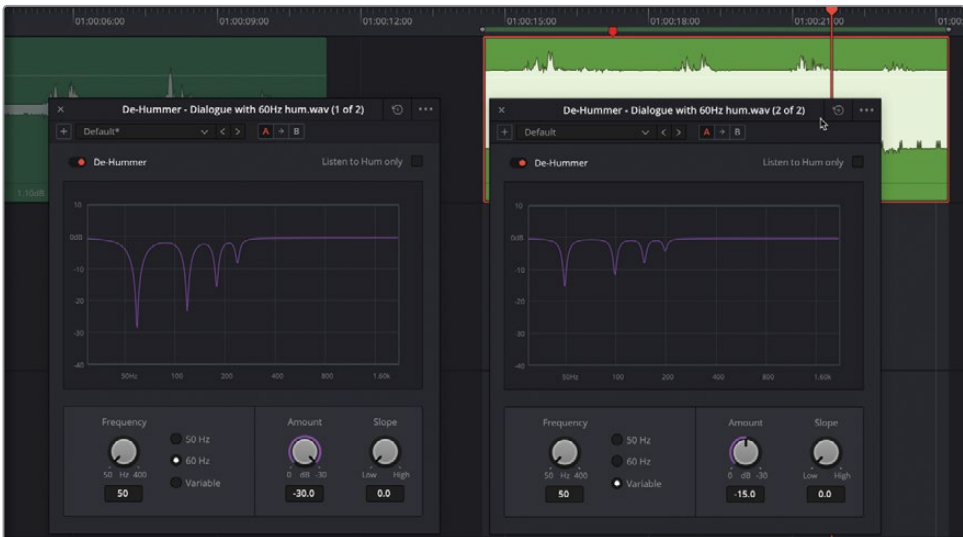 01:00:06:00 01:00:09:00 01:00:12:00 01:00:15:00 01:00:18:00 01:00:21:00 01:00:
1.10dB
De-Hummer - Dialogue with 60Hz hum.wav (1 of 2)
Default*
A B
De-Hummer Listen to Hum only
10
0dB
-10
-20
-30
-40
50Hz 100 200 400 800 1.60k
Frequency Amount Slope
50 Hz
60 Hz
Variable
50 Hz 400 0 dB -30 Low High
50 -30.0 0.0
De-Hummer - Dialogue with 60Hz hum.wav (2 of 2)
Default
A B
De-Hummer Listen to Hum only
10
0dB
-10
-20
-30
-40
50Hz 100 200 400 800 1.60k
Frequency Amount Slope
50 Hz
60 Hz
Variable
50 Hz 400 0 dB -30 Low High
50 -15.0 0.0